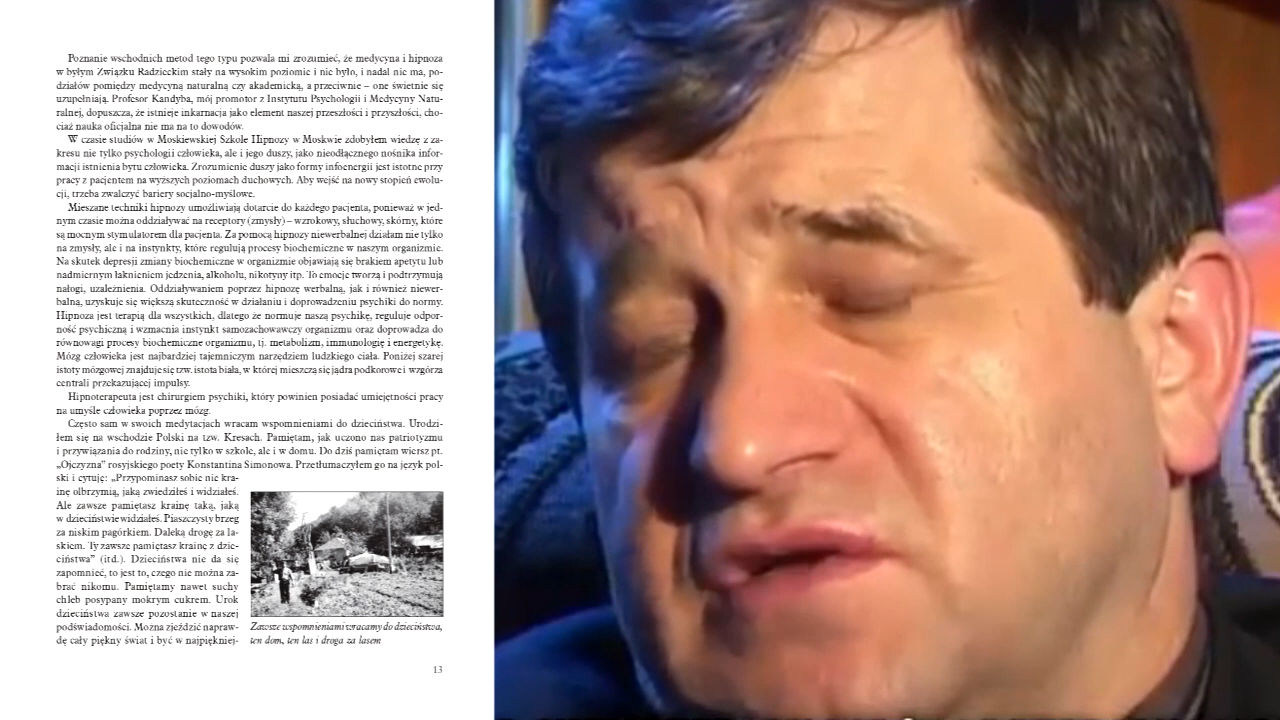 Poznanie wschodnich metod tego typu pozwala mi zrozumieć, że medycyna i hipnoza
w byłym Związku Radzieckim stały na wysokim poziomie i nie było, i nadal nie ma, po-
działów pomiędzy medycyną naturalną czy akademicką, a przeciwnie – one świetnie się
uzupełniają. Profesor Kandyba, mój promotor z Instytutu Psychologii i Medycyny Natu-
ralnej, dopuszcza, że istnieje inkarnacja jako element naszej przeszłości i przyszłości, cho-
ciaż nauka oficjalna nie ma na to dowodów.
W czasie studiów w Moskiewskiej Szkole Hipnozy w Moskwie zdobyłem wiedzę z za-
kresu nie tylko psychologii człowieka, ale i jego duszy, jako nieodłącznego nośnika infor-
macji istnienia bytu człowieka. Zrozumienie duszy jako formy infoenergii jest istotne przy
pracy z pacjentem na wyższych poziomach duchowych. Aby wejść na nowy stopień ewolu-
cji, trzeba zwalczyć bariery socjalno-myślowe.
Mieszane techniki hipnozy umożliwiają dotarcie do każdego pacjenta, ponieważ w jed-
nym czasie można oddziaływać na receptory (zmysły) – wzrokowy, słuchowy, skórny, które
są mocnym stymulatorem dla pacjenta. Za pomocą hipnozy niewerbalnej działam nie tylko
na zmysły, ale i na instynkty, które regulują procesy biochemiczne w naszym organizmie.
Na skutek depresji zmiany biochemiczne w organizmie objawiają się brakiem apetytu lub
nadmiernym łaknieniem jedzenia, alkoholu, nikotyny itp. To emocje tworzą i podtrzymują
nałogi, uzależnienia. Oddziaływaniem poprzez hipnozę werbalną, jak i również niewer-
balną, uzyskuje się większą skuteczność w działaniu i doprowadzeniu psychiki do normy.
Hipnoza jest terapią dla wszystkich, dlatego że normuje naszą psychikę, reguluje odpor-
ność psychiczną i wzmacnia instynkt samozachowawczy organizmu oraz doprowadza do
równowagi procesy biochemiczne organizmu, tj. metabolizm, immunologię i energetykę.
Mózg człowieka jest najbardziej tajemniczym narzędziem ludzkiego ciała. Poniżej szarej
istoty mózgowej znajduje się tzw. istota biała, w której mieszczą się jądra podkorowe i wzgórza
centrali przekazującej impulsy.
Hipnoterapeuta jest chirurgiem psychiki, który powinien posiadać umiejętności pracy
na umyśle człowieka poprzez mózg.
Często sam w swoich medytacjach wracam wspomnieniami do dzieciństwa. Urodzi-
łem się na wschodzie Polski na tzw. Kresach. Pamiętam, jak uczono nas patriotyzmu
i przywiązania do rodziny, nie tylko w szkole, ale i w domu. Do dziś pamiętam wiersz pt.
„Ojczyzna” rosyjskiego poety Konstantina Simonowa. Przetłumaczyłem go na język pol-
ski i cytuję: „Przypominasz sobie nie kra-
inę olbrzymią, jaką zwiedziłeś i widziałeś.
Ale zawsze pamiętasz krainę taką, jaką
w dzieciństwie widziałeś. Piaszczysty brzeg
za niskim pagórkiem. Daleką drogę za la-
skiem. Ty zawsze pamiętasz krainę z dzie-
ciństwa” (itd.). Dzieciństwa nie da się
zapomnieć, to jest to, czego nie można za-
brać nikomu. Pamiętamy nawet suchy
chleb posypany mokrym cukrem. Urok
dzieciństwa zawsze pozostanie w naszej
podświadomości. Można zjeździć napraw-
dę cały piękny świat i być w najpiękniej-
Zawsze wspomnieniami wracamy do dzieciństwa,
ten dom, ten las i droga za lasem
13